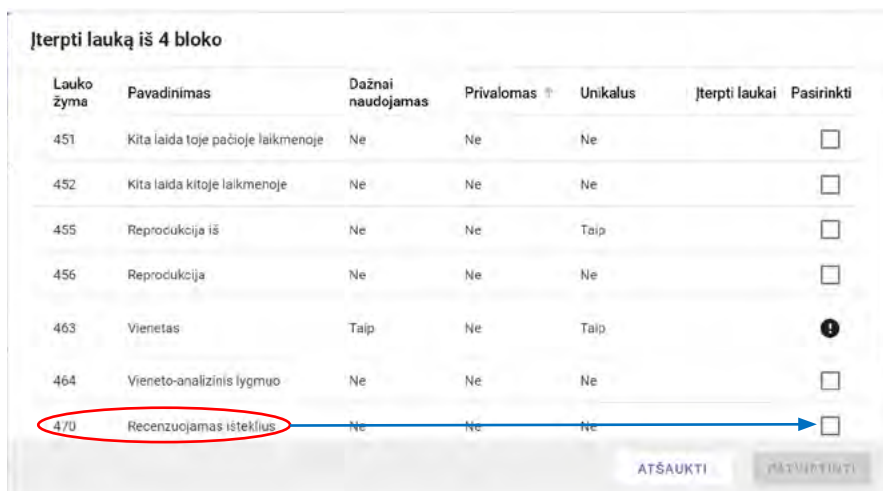 Įterpti lauką iš 4 bloko
Lauko žyma Pavadinimas Dažnai naudojamas Privalomas ↑ Unikalus Įterpti laukai Pasirinkti
451 Kita laida toje pačioje laikmenoje Ne Ne Ne
452 Kita laida kitoje laikmenoje Ne Ne Ne
455 Reprodukcija iš Ne Ne Taip
456 Reprodukcija Ne Ne Ne
463 Vienetas Taip Ne Taip
464 Vieneto-analizinis lygmuo Ne Ne Ne
470 Recenzuojamas išteklius Ne Ne Ne
ATŠAUKTI PATVIRTINTI